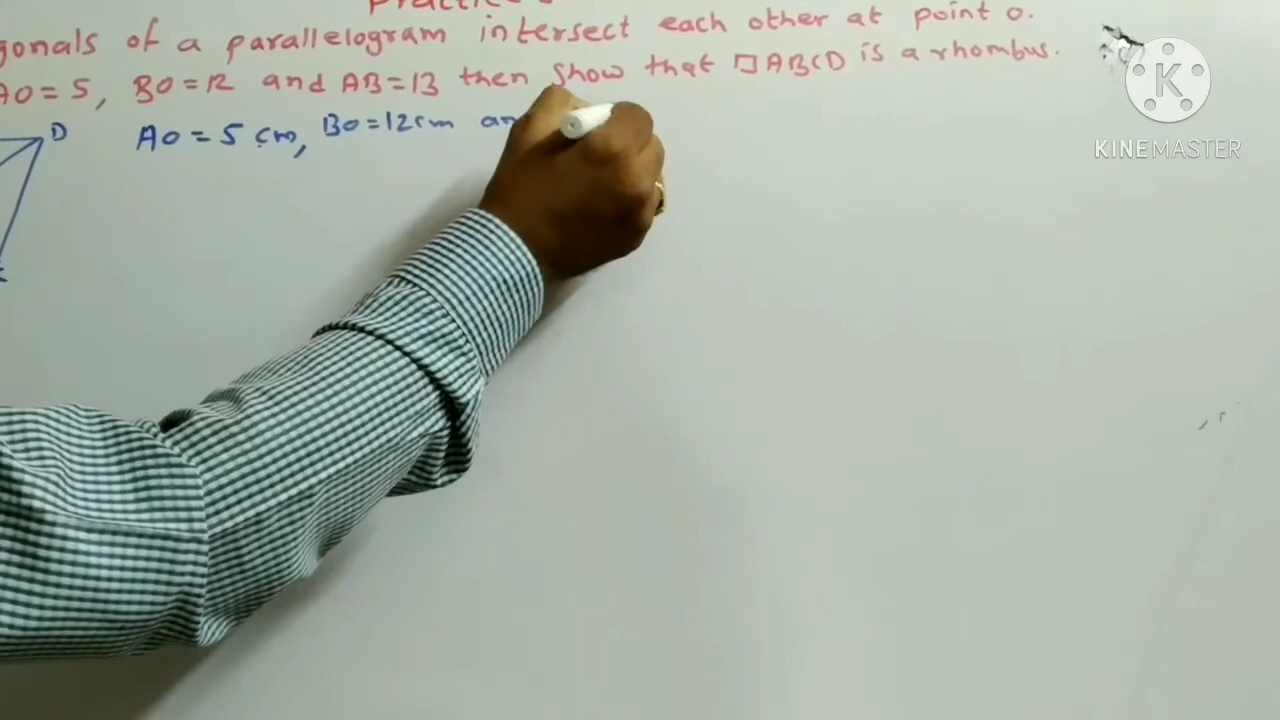 gonals of a parallelogram intersect each other at point o.
AO = 5, BO = 12 and AB = 13 then show that □ABCD is a rhombus.
D
AO = 5 cm, BO = 12 cm an
K
KINEMASTER